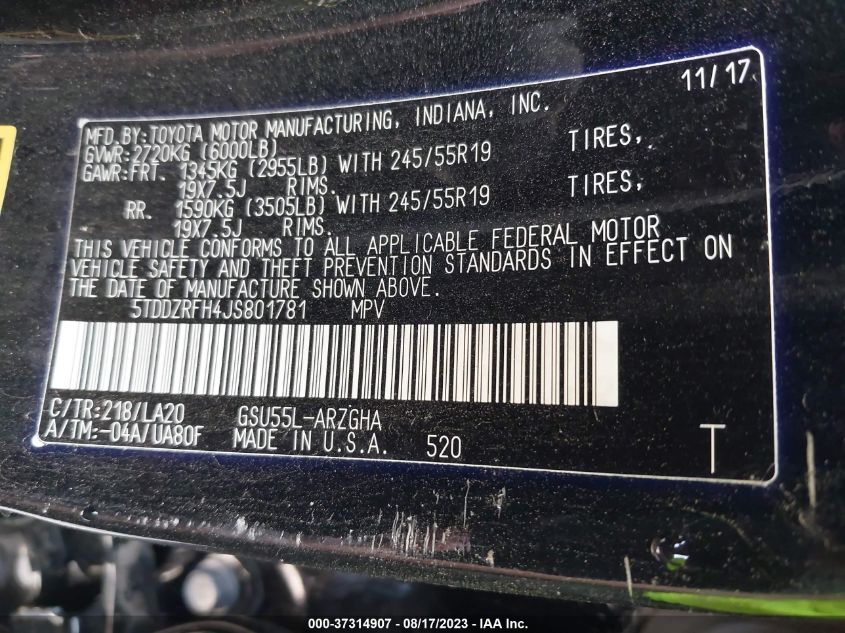 11/17
MFD.BY:TOYOTA MOTOR MANUFACTURING, INDIANA, INC.
GVWR:2720KG (6000LB)
GAWR:FRT. 1345KG (2955LB) WITH 245/55R19 TIRES,
19X7.5J RIMS.
RR. 1590KG (3505LB) WITH 245/55R19 TIRES,
19X7.5J RIMS.
THIS VEHICLE CONFORMS TO ALL APPLICABLE FEDERAL MOTOR
VEHICLE SAFETY AND THEFT PREVENTION STANDARDS IN EFFECT ON
THE DATE OF MANUFACTURE SHOWN ABOVE.
5TDDZRFH4JS801781 MPV
C/TR:218/LA20 GSU55L-ARZGHA
A/TM:-04A/UA80F MADE IN U.S.A. 520
T
000-37314907 - 08/17/2023 - IAA Inc.